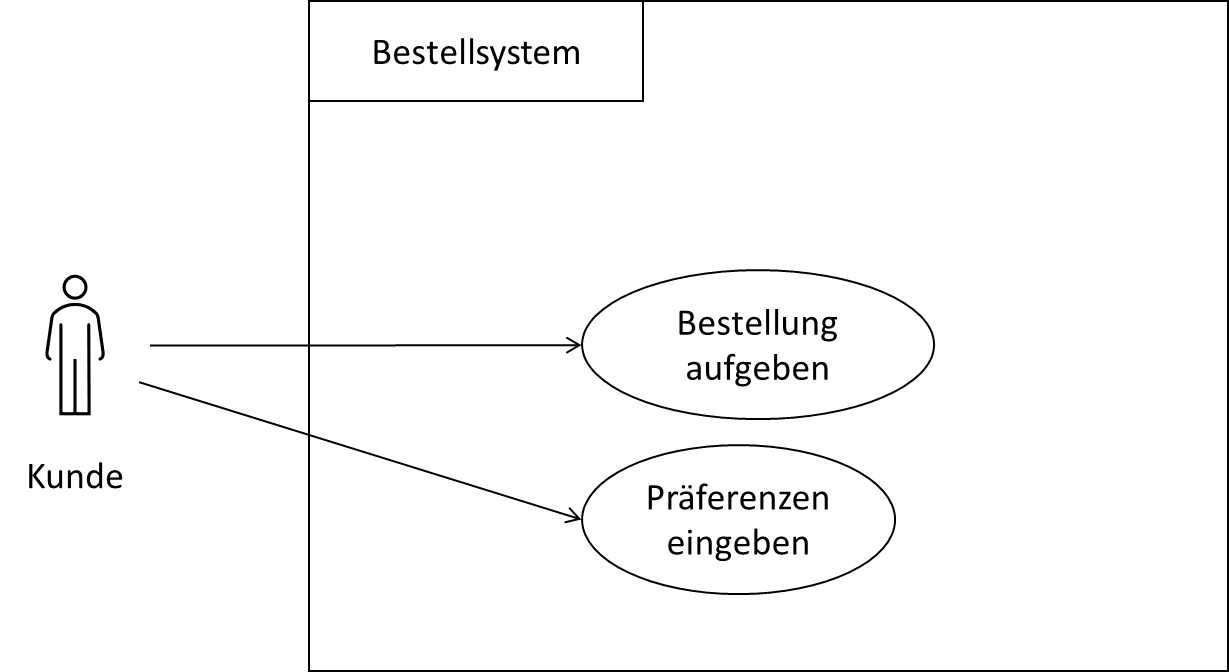 Bestellsystem
Bestellung
aufgeben
Kunde
Präferenzen
eingeben